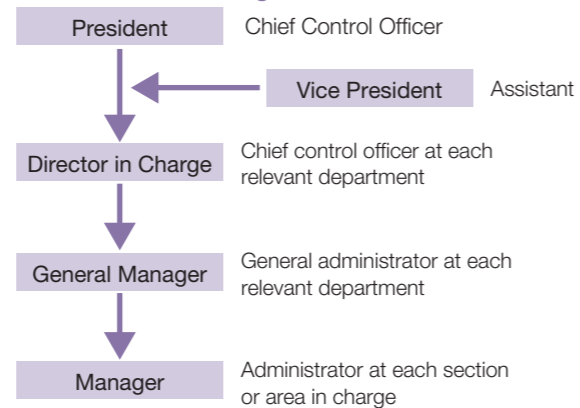 President
Chief Control Officer
Vice President
Assistant
Director in Charge
Chief control officer at each
relevant department
General Manager
General administrator at each
relevant department
Manager
Administrator at each section
or area in charge